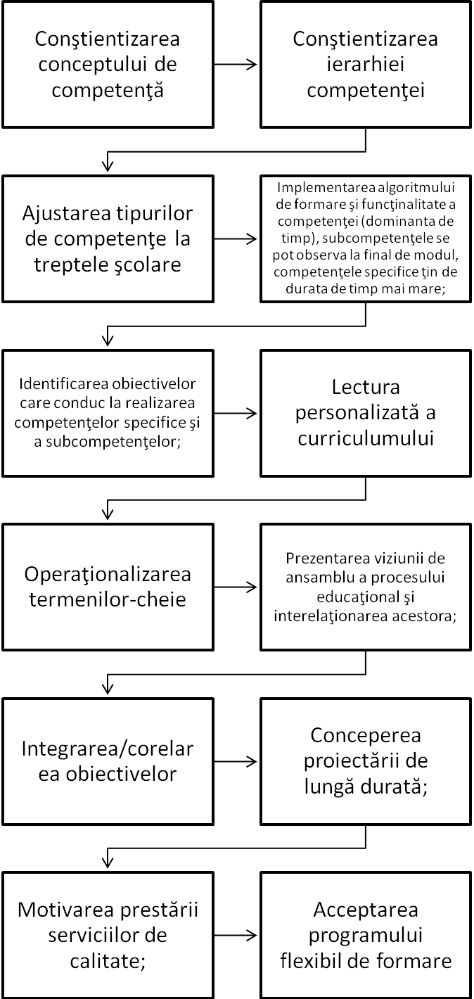 Conştientizarea
conceptului de
competenţă
Conştientizarea
ierarhiei
competenţei
Ajustarea tipurilor
de competenţe la
treptele şcolare
Implementarea algoritmului
de formare şi funcţinalitate a
competenţei (dominanta de
timp), subcompetenţele se
pot observa la final de modul,
competenţele specifice ţin de
durata de timp mai mare;
Identificarea obiectivelor
care conduc la realizarea
competenţelor specifice şi
a subcompetenţelor;
Lectura
personalizată a
curriculumului
Operaţionalizarea
termenilor-cheie
Prezentarea viziunii de
ansamblu a procesului
educaţional şi
interelaţionarea acestora;
Integrarea/corelar
ea obiectivelor
Conceperea
proiectării de
lungă durată;
Motivarea prestării
serviciilor de
calitate;
Acceptarea
programului
flexibil de formare